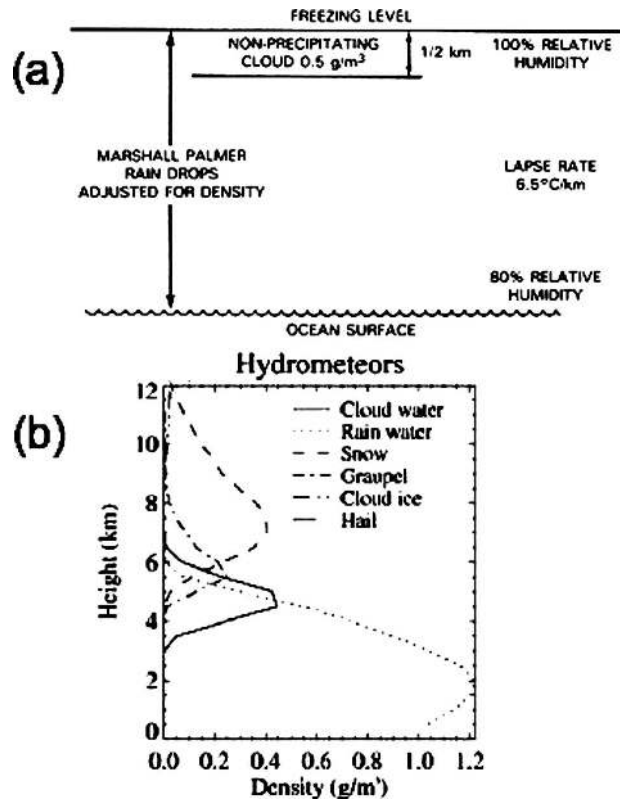 (a)
FREEZING LEVEL
NON-PRECIPITATING
CLOUD 0.5 g/m³
1/2 km
100% RELATIVE
HUMIDITY
MARSHALL PALMER
RAIN DROPS
ADJUSTED FOR DENSITY
LAPSE RATE
6.5°C/km
80% RELATIVE
HUMIDITY
OCEAN SURFACE
(b)
Hydrometeors
Cloud water
Rain water
Snow
Graupel
Cloud ice
Hail
Height (km)
12
10
8
6
4
2
0
0.0 0.2 0.4 0.6 0.8 1.0 1.2
Density (g/m³)